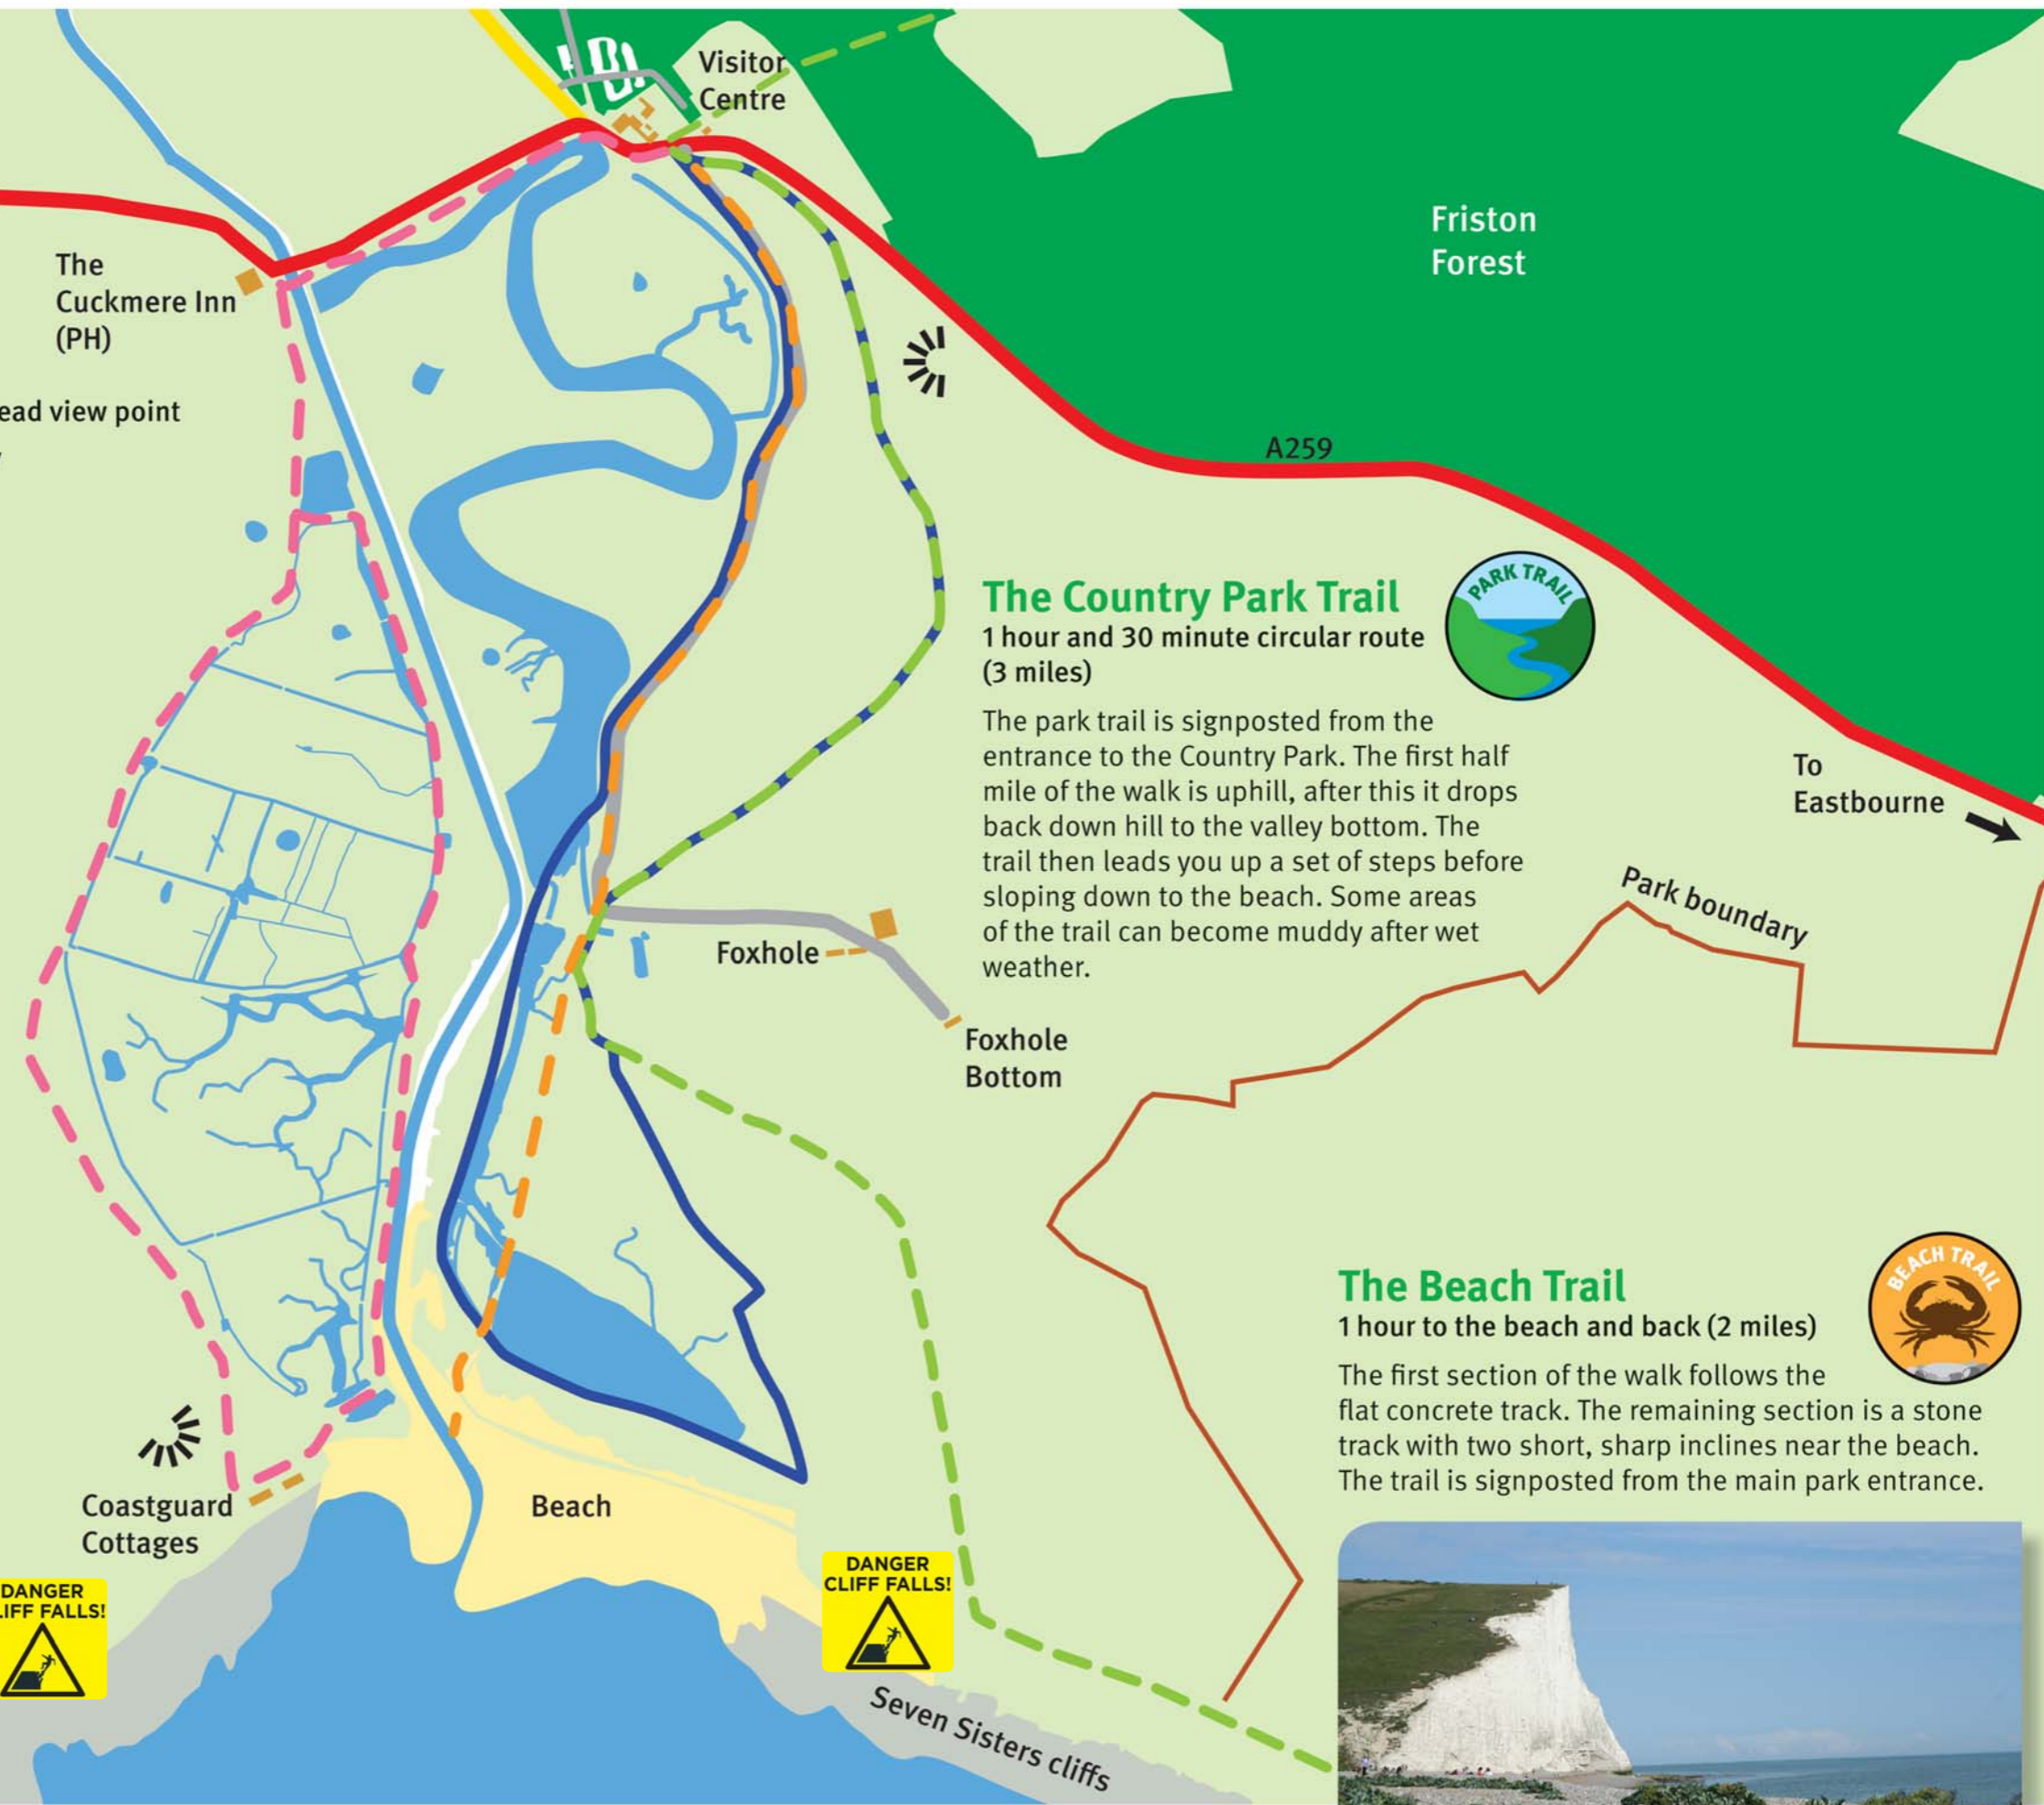 Visitor
Centre
Friston
Forest
The
Cuckmere Inn
(PH)
ead view point
A259
The Country Park Trail
1 hour and 30 minute circular route
(3 miles)
PARK TRAIL
The park trail is signposted from the
entrance to the Country Park. The first half
mile of the walk is uphill, after this it drops
back down hill to the valley bottom. The
trail then leads you up a set of steps before
sloping down to the beach. Some areas
of the trail can become muddy after wet
weather.
To
Eastbourne
Park boundary
Foxhole
Foxhole
Bottom
The Beach Trail
1 hour to the beach and back (2 miles)
BEACH TRAIL
The first section of the walk follows the
flat concrete track. The remaining section is a stone
track with two short, sharp inclines near the beach.
The trail is signposted from the main park entrance.
Coastguard
Cottages
Beach
DANGER
CLIFF FALLS!
DANGER
LIFF FALLS!
Seven Sisters cliffs